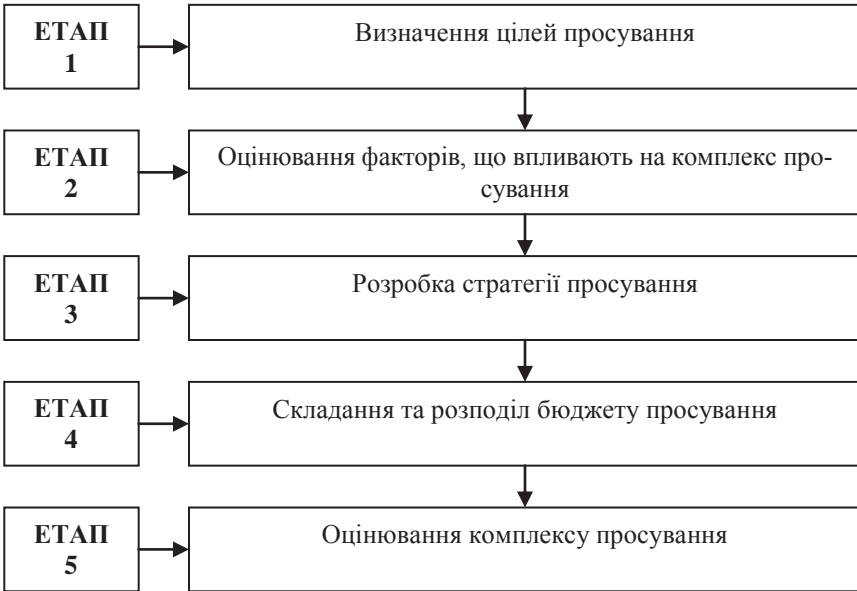 ЕТАП
1
Визначення цілей просування
ЕТАП
2
Оцінювання факторів, що впливають на комплекс про-
сування
ЕТАП
3
Розробка стратегії просування
ЕТАП
4
Складання та розподіл бюджету просування
ЕТАП
5
Оцінювання комплексу просування